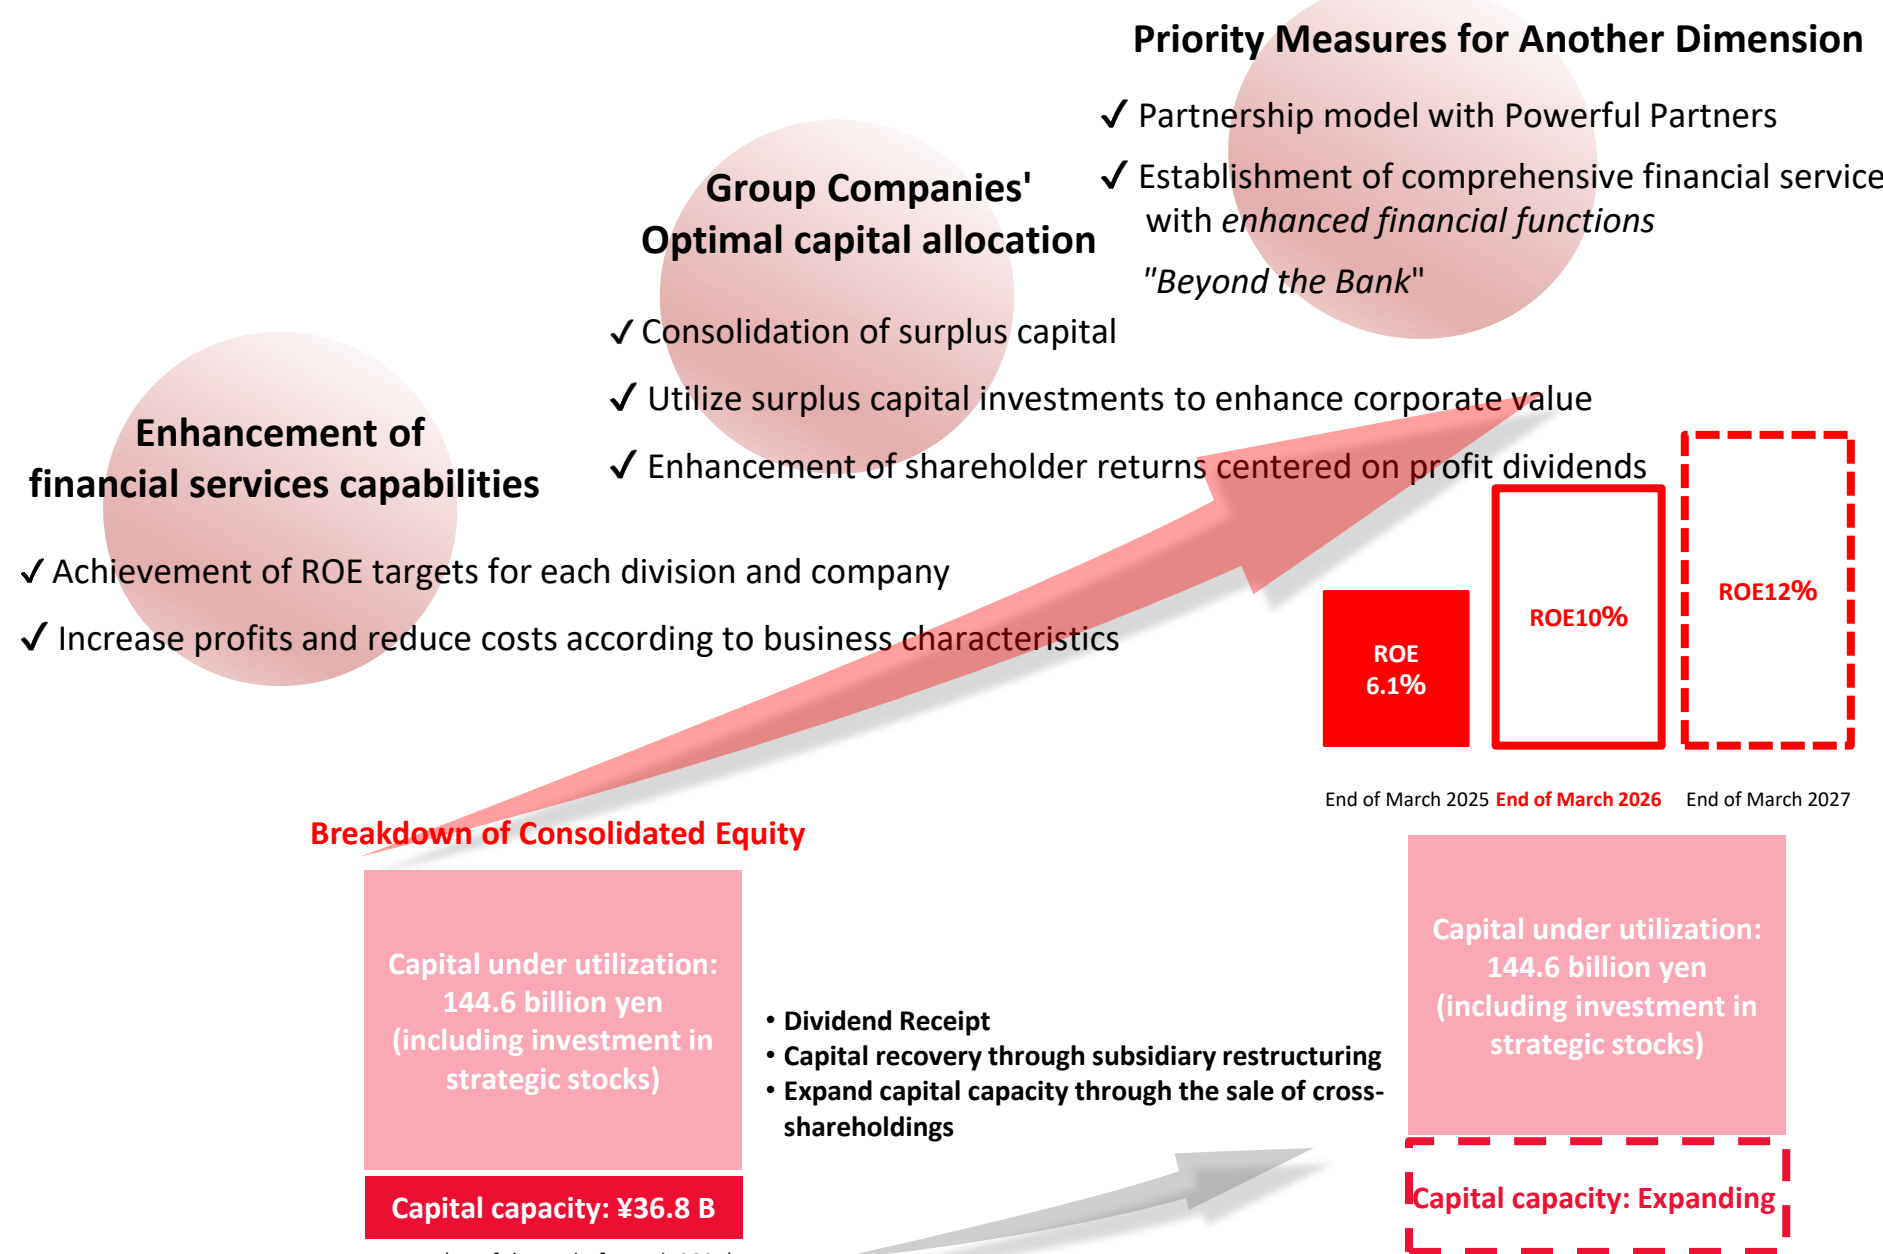 Priority Measures for Another Dimension
✓ Partnership model with Powerful Partners
✓ Establishment of comprehensive financial service
with enhanced financial functions
"Beyond the Bank"
Group Companies'
Optimal capital allocation
✓ Consolidation of surplus capital
✓ Utilize surplus capital investments to enhance corporate value
✓ Enhancement of shareholder returns centered on profit dividends
Enhancement of
financial services capabilities
✓ Achievement of ROE targets for each division and company
✓ Increase profits and reduce costs according to business characteristics
ROE
6.1%
ROE10%
ROE12%
End of March 2025
End of March 2026
End of March 2027
Breakdown of Consolidated Equity
Capital under utilization:
144.6 billion yen
(including investment in
strategic stocks)
Capital capacity: ¥36.8 B
• Dividend Receipt
• Capital recovery through subsidiary restructuring
• Expand capital capacity through the sale of cross-
shareholdings
Capital under utilization:
144.6 billion yen
(including investment in
strategic stocks)
Capital capacity: Expanding